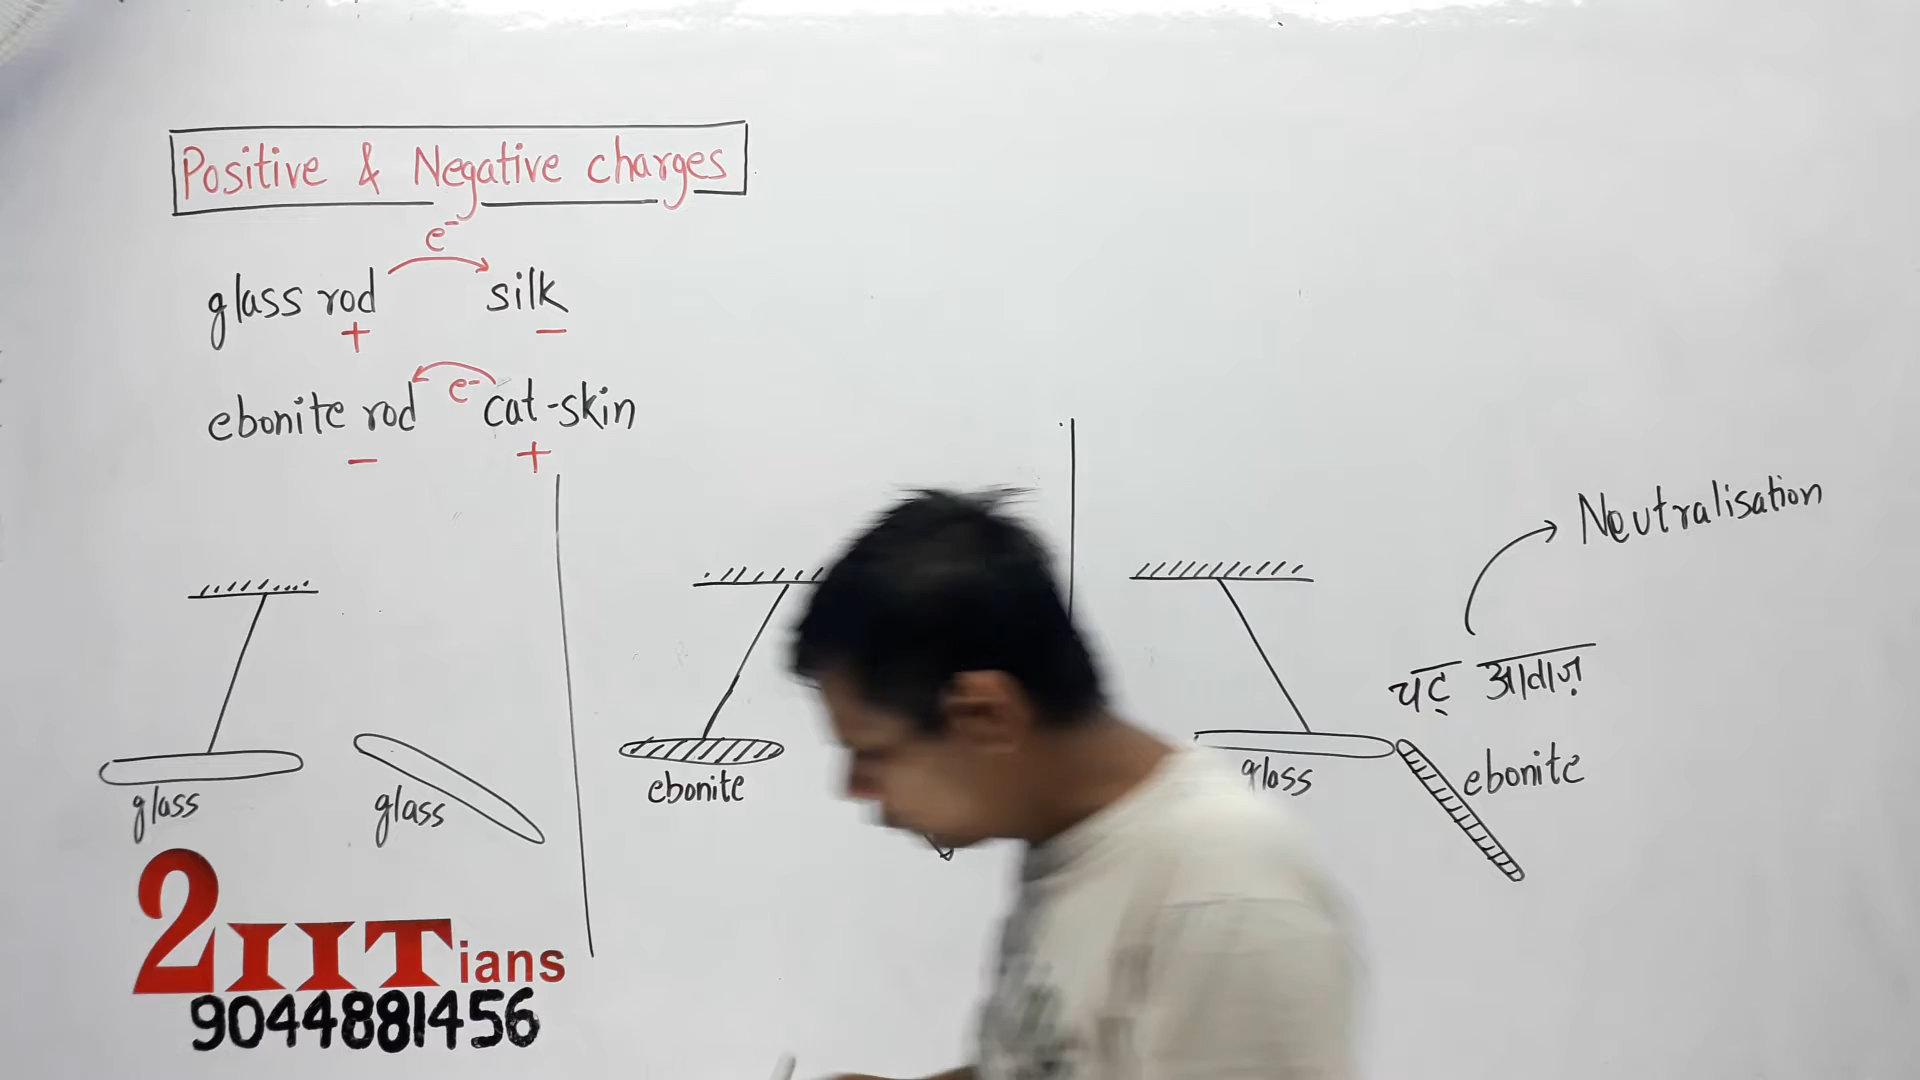 Positive & Negative charges
e⁻
glass rod silk
+ −
e⁻
ebonite rod cat-skin
− +
Neutralisation
चट् आवाज़
glass glass
ebonite
glass ebonite
2IITians
9044881456